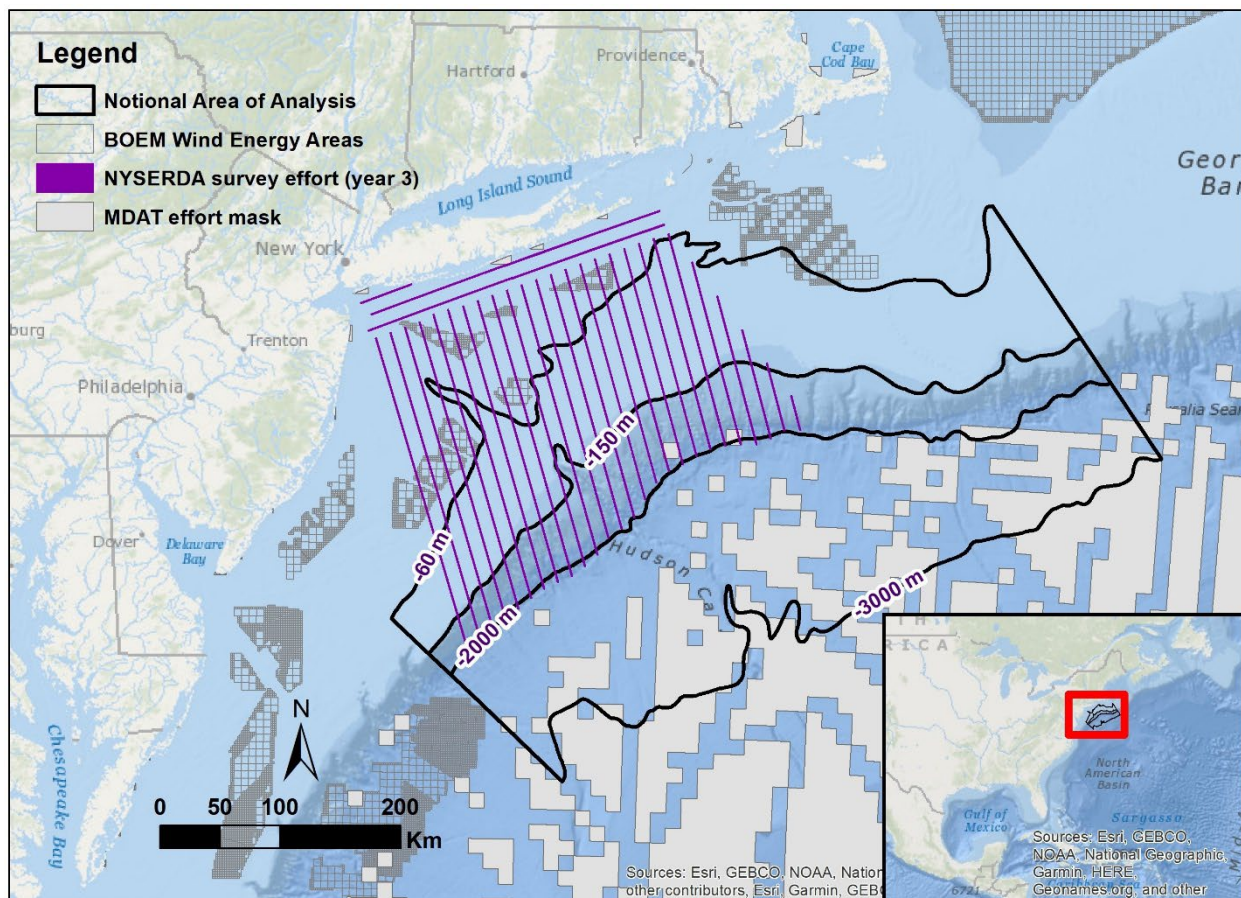 Legend
Notional Area of Analysis
BOEM Wind Energy Areas
NYSERDA survey effort (year 3)
MDAT effort mask
Hartford
Providence
Cape
Cod Bay
Long Island Sound
New York
Trenton
Philadelphia
Dover
Delaware
Bay
Chesapeake Bay
Hudson Ca
-60 m
-150 m
-2000 m
-3000 m
N
0 50 100 200
Km
Sources: Esri, GEBCO, NOAA, Nation
other contributors, Esri, Garmin, GEBC
North
American
Basin
Gulf of
Mexico
Sargasso
Sources: Esri, GEBCO,
NOAA, National Geographic,
Garmin, HERE,
Geonames.org, and other